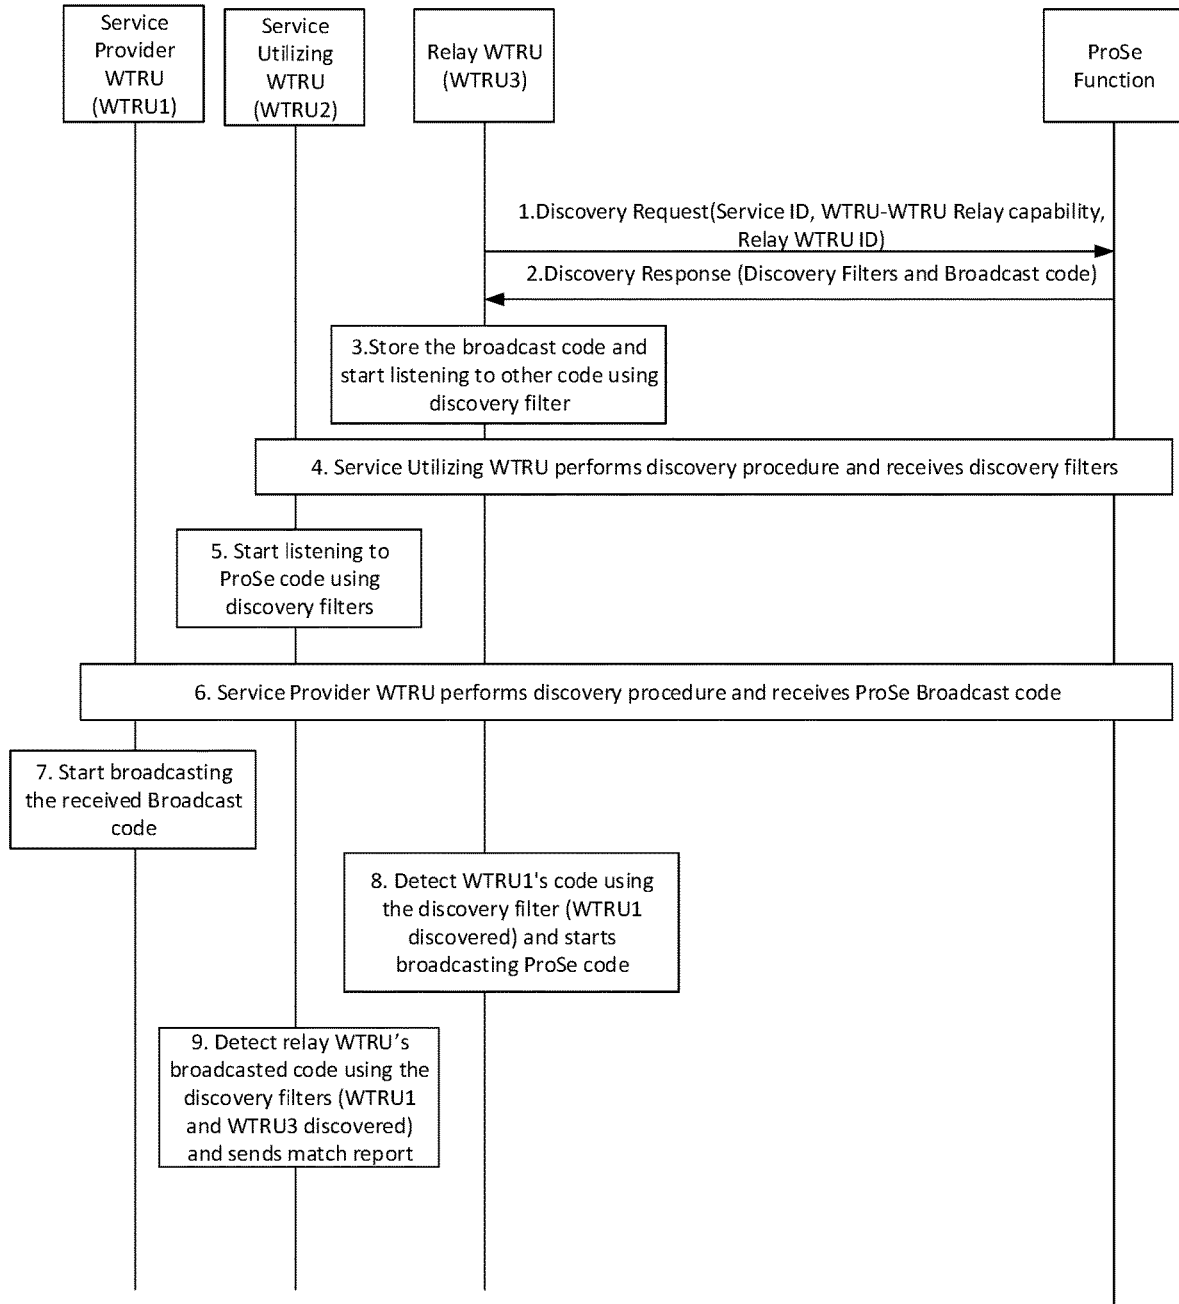 Service
Provider
WTRU
(WTRU1)
Service
Utilizing
WTRU
(WTRU2)
Relay WTRU
(WTRU3)
ProSe
Function
1.Discovery Request(Service ID, WTRU-WTRU Relay capability,
Relay WTRU ID)
2.Discovery Response (Discovery Filters and Broadcast code)
3.Store the broadcast code and
start listening to other code using
discovery filter
4. Service Utilizing WTRU performs discovery procedure and receives discovery filters
5. Start listening to
ProSe code using
discovery filters
6. Service Provider WTRU performs discovery procedure and receives ProSe Broadcast code
7. Start broadcasting
the received Broadcast
code
8. Detect WTRU1's code using
the discovery filter (WTRU1
discovered) and starts
broadcasting ProSe code
9. Detect relay WTRU’s
broadcasted code using the
discovery filters (WTRU1
and WTRU3 discovered)
and sends match report